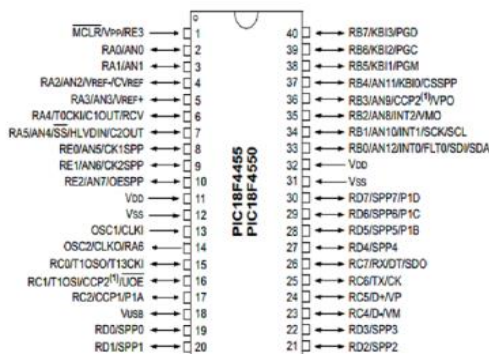 MCLR/VPP/RE3
RA0/AN0
RA1/AN1
RA2/AN2/VREF-/CVREF
RA3/AN3/VREF+
RA4/T0CKI/C1OUT/RCV
RA5/AN4/SS/HLVDIN/C2OUT
RE0/AN5/CK1SPP
RE1/AN6/CK2SPP
RE2/AN7/OESPP
VDD
VSS
OSC1/CLKI
OSC2/CLKO/RA6
RC0/T1OSO/T13CKI
RC1/T1OSI/CCP2(1)/UOE
RC2/CCP1/P1A
VUSB
RD0/SPP0
RD1/SPP1
1
2
3
4
5
6
7
8
9
10
11
12
13
14
15
16
17
18
19
20
PIC18F4455
PIC18F4550
40
39
38
37
36
35
34
33
32
31
30
29
28
27
26
25
24
23
22
21
RB7/KBI3/PGD
RB6/KBI2/PGC
RB5/KBI1/PGM
RB4/AN11/KBI0/CSSPP
RB3/AN9/CCP2(1)/VPO
RB2/AN8/INT2/VMO
RB1/AN10/INT1/SCK/SCL
RB0/AN12/INT0/FLT0/SDI/SDA
VDD
VSS
RD7/SPP7/P1D
RD6/SPP6/P1C
RD5/SPP5/P1B
RD4/SPP4
RC7/RX/DT/SDO
RC6/TX/CK
RC5/D+/VP
RC4/D-/VM
RD3/SPP3
RD2/SPP2